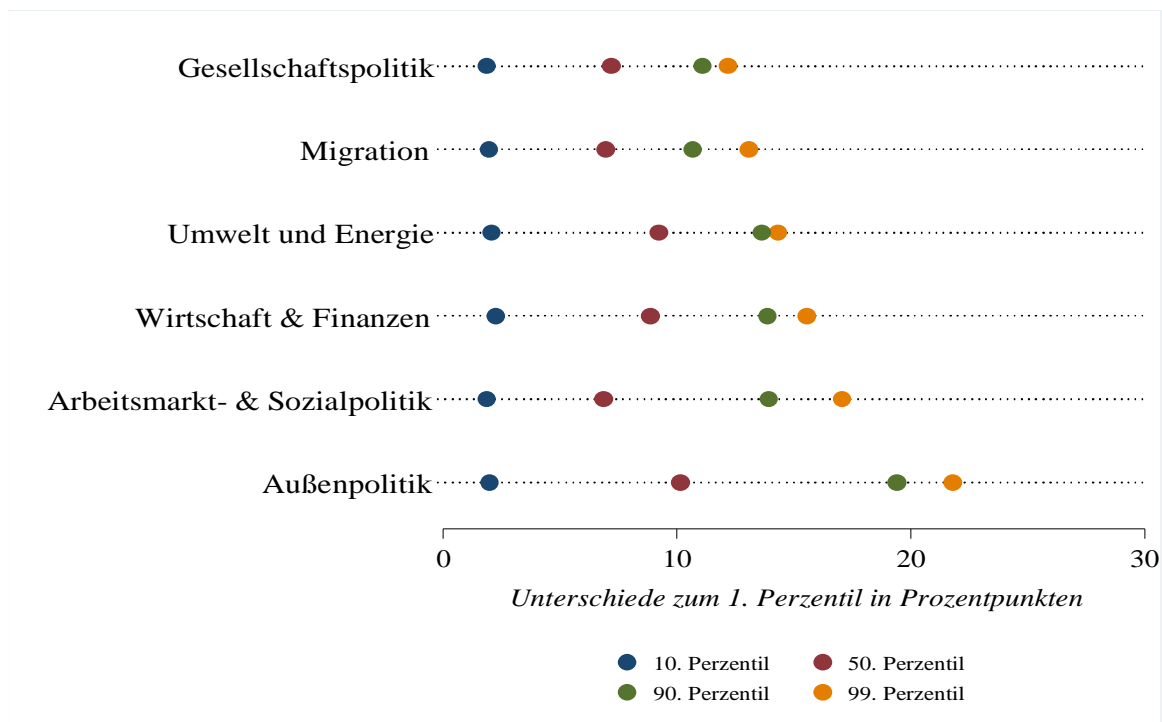 Gesellschaftspolitik
Migration
Umwelt und Energie
Wirtschaft & Finanzen
Arbeitsmarkt- & Sozialpolitik
Außenpolitik
0 10 20 30
Unterschiede zum 1. Perzentil in Prozentpunkten
10. Perzentil 50. Perzentil
90. Perzentil 99. Perzentil